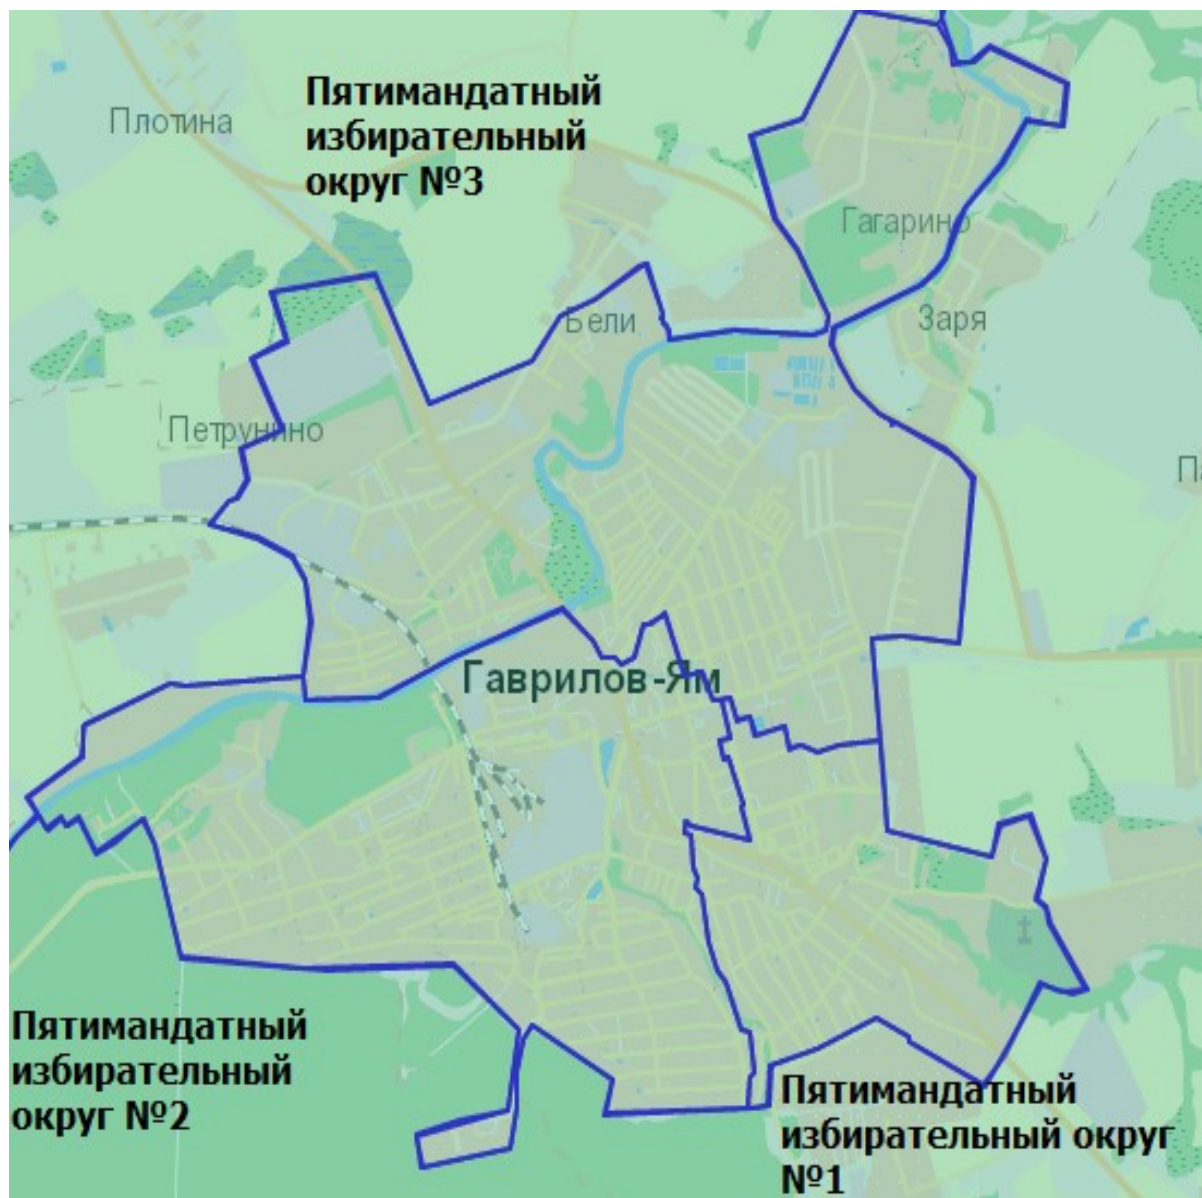 Пятимандатный
избирательный
округ №3
Плотина
Гагарино
Бели
Заря
Петрунино
Гаврилов-Ям
Пятимандатный
избирательный
округ №2
Пятимандатный
избирательный округ
№1